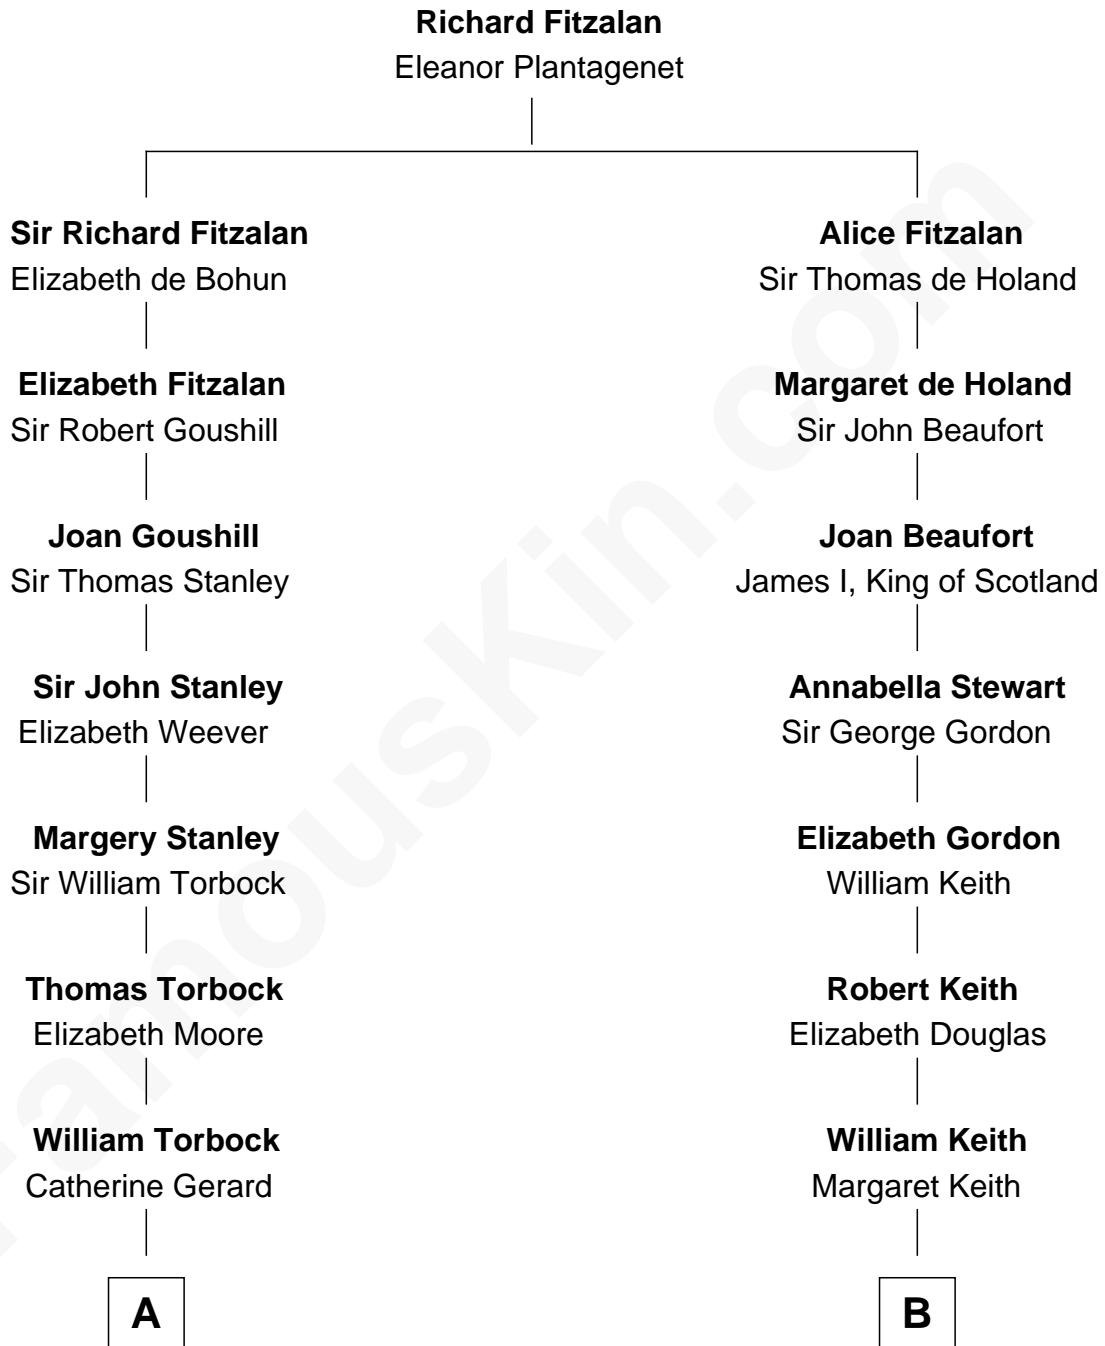 Richard Fitzalan
Eleanor Plantagenet
Sir Richard Fitzalan
Elizabeth de Bohun
Alice Fitzalan
Sir Thomas de Holand
Elizabeth Fitzalan
Sir Robert Goushill
Margaret de Holand
Sir John Beaufort
Joan Goushill
Sir Thomas Stanley
Joan Beaufort
James I, King of Scotland
Sir John Stanley
Elizabeth Weever
Annabella Stewart
Sir George Gordon
Margery Stanley
Sir William Torbock
Elizabeth Gordon
William Keith
Thomas Torbock
Elizabeth Moore
Robert Keith
Elizabeth Douglas
William Torbock
Catherine Gerard
William Keith
Margaret Keith
A
B
FamousKin.com